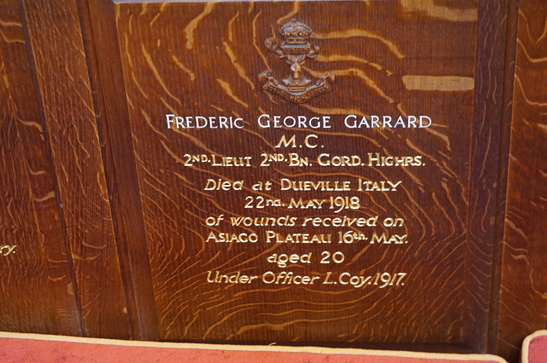 FREDERIC GEORGE GARRARD
M.C.
2ND. LIEUT 2ND. BN. GORD. HIGHRS.
Died at DUEVILLE ITALY
22nd. MAY 1918
of wounds received on
ASIAGO PLATEAU 16th. MAY.
aged 20
Under Officer L. Coy. 1917.
ry.